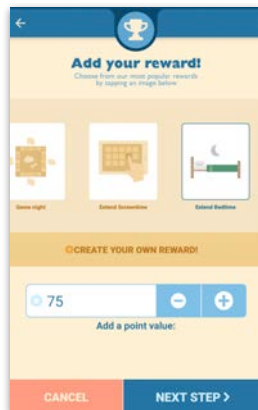 Add your reward!
Choose from our most popular rewards
by tapping an image below
Game night
Extend Screentime
Extend Bedtime
CREATE YOUR OWN REWARD!
75
Add a point value:
CANCEL
NEXT STEP >